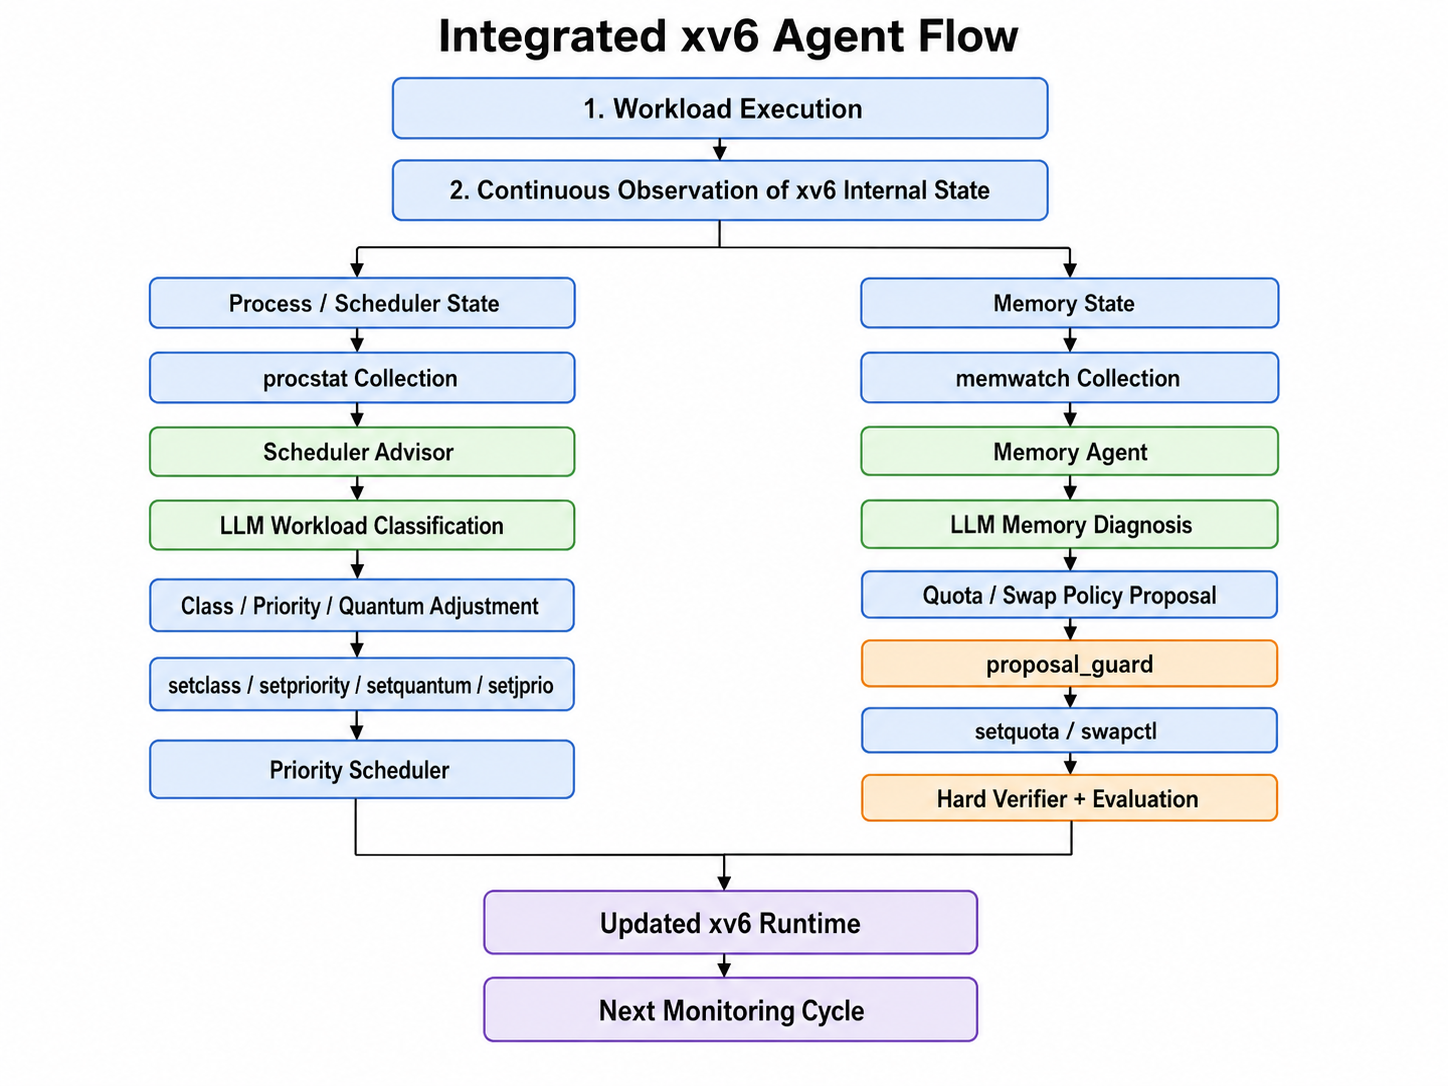 Integrated xv6 Agent Flow
1. Workload Execution
2. Continuous Observation of xv6 Internal State
Process / Scheduler State
procstat Collection
Scheduler Advisor
LLM Workload Classification
Class / Priority / Quantum Adjustment
setclass / setpriority / setquantum / setjprio
Priority Scheduler
Memory State
memwatch Collection
Memory Agent
LLM Memory Diagnosis
Quota / Swap Policy Proposal
proposal_guard
setquota / swapctl
Hard Verifier + Evaluation
Updated xv6 Runtime
Next Monitoring Cycle